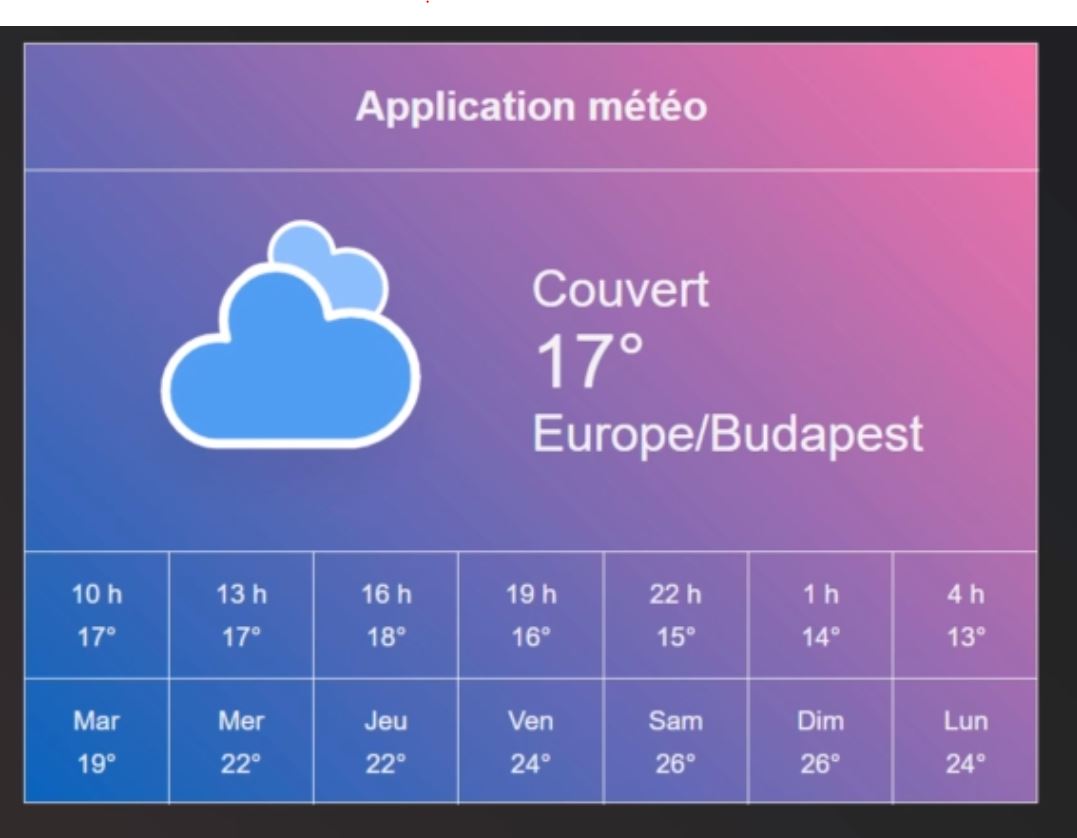 Application météo
Couvert
17°
Europe/Budapest
10 h 13 h 16 h 19 h 22 h 1 h 4 h
17° 17° 18° 16° 15° 14° 13°
Mar Mer Jeu Ven Sam Dim Lun
19° 22° 22° 24° 26° 26° 24°